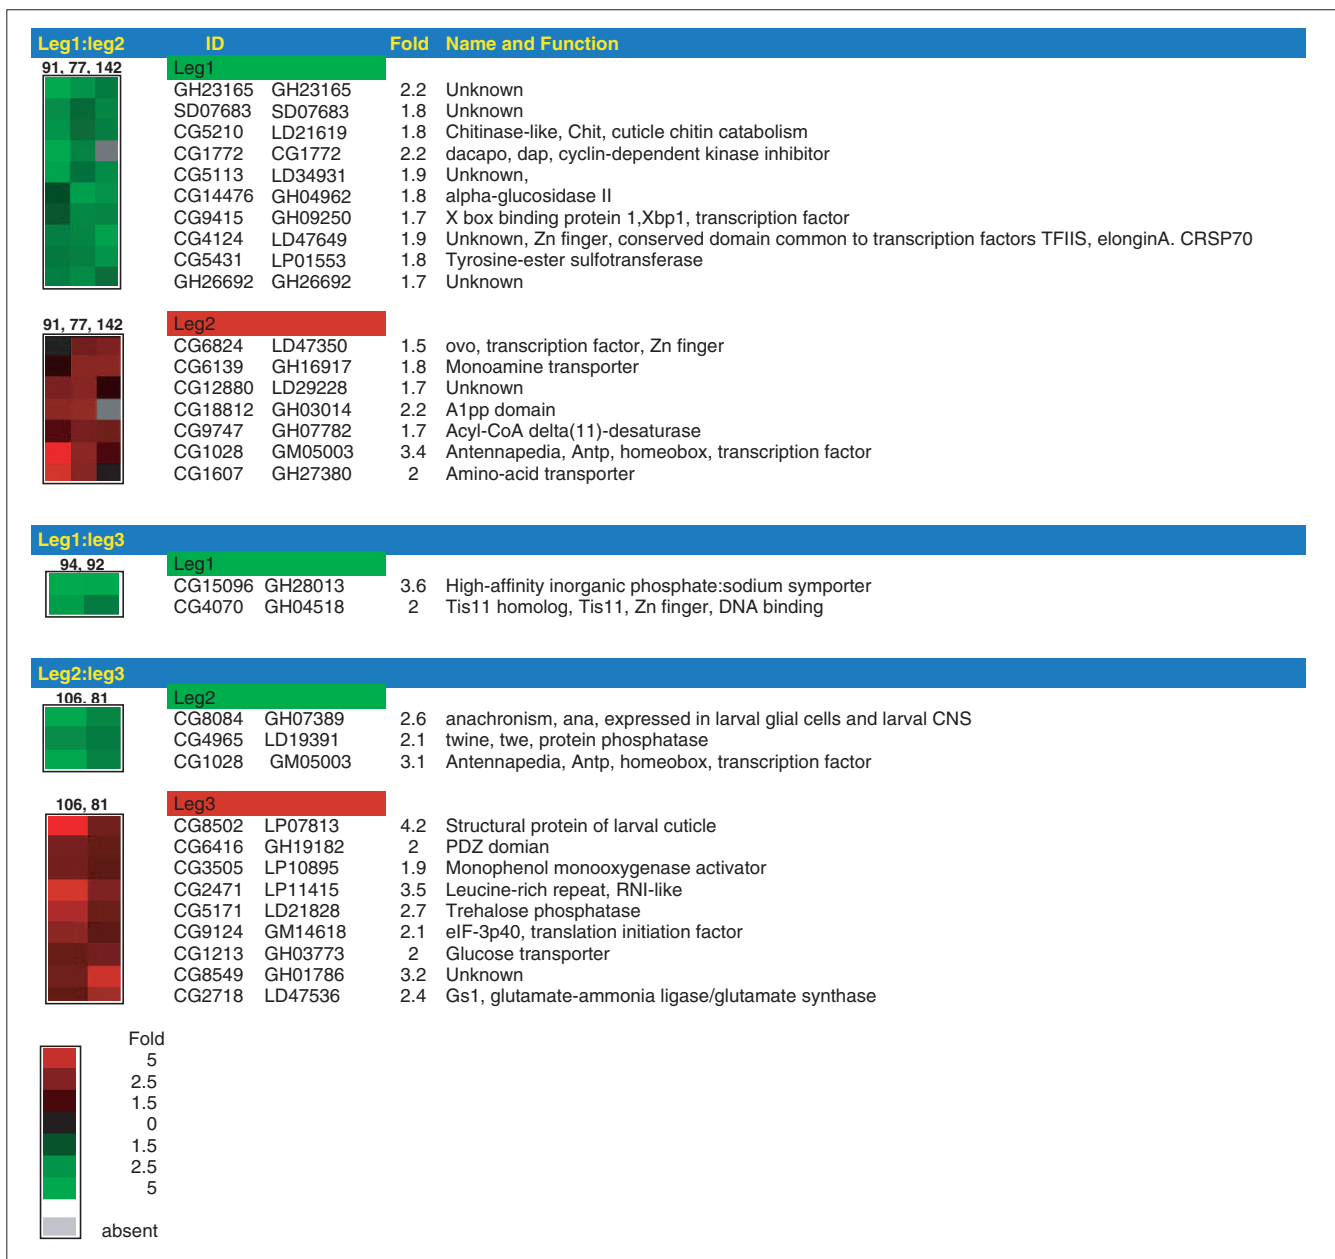 Leg1:leg2 ID Fold Name and Function
91, 77, 142 Leg1
GH23165 GH23165 2.2 Unknown
SD07683 SD07683 1.8 Unknown
CG5210 LD21619 1.8 Chitinase-like, Chit, cuticle chitin catabolism
CG1772 CG1772 2.2 dacapo, dap, cyclin-dependent kinase inhibitor
CG5113 LD34931 1.9 Unknown,
CG14476 GH04962 1.8 alpha-glucosidase II
CG9415 GH09250 1.7 X box binding protein 1,Xbp1, transcription factor
CG4124 LD47649 1.9 Unknown, Zn finger, conserved domain common to transcription factors TFIIS, elonginA. CRSP70
CG5431 LP01553 1.8 Tyrosine-ester sulfotransferase
GH26692 GH26692 1.7 Unknown
91, 77, 142 Leg2
CG6824 LD47350 1.5 ovo, transcription factor, Zn finger
CG6139 GH16917 1.8 Monoamine transporter
CG12880 LD29228 1.7 Unknown
CG18812 GH03014 2.2 A1pp domain
CG9747 GH07782 1.7 Acyl-CoA delta(11)-desaturase
CG1028 GM05003 3.4 Antennapedia, Antp, homeobox, transcription factor
CG1607 GH27380 2 Amino-acid transporter
Leg1:leg3
94, 92 Leg1
CG15096 GH28013 3.6 High-affinity inorganic phosphate:sodium symporter
CG4070 GH04518 2 Tis11 homolog, Tis11, Zn finger, DNA binding
Leg2:leg3
106, 81 Leg2
CG8084 GH07389 2.6 anachronism, ana, expressed in larval glial cells and larval CNS
CG4965 LD19391 2.1 twine, twe, protein phosphatase
CG1028 GM05003 3.1 Antennapedia, Antp, homeobox, transcription factor
106, 81 Leg3
CG8502 LP07813 4.2 Structural protein of larval cuticle
CG6416 GH19182 2 PDZ domian
CG3505 LP10895 1.9 Monophenol monooxygenase activator
CG2471 LP11415 3.5 Leucine-rich repeat, RNI-like
CG5171 LD21828 2.7 Trehalose phosphatase
CG9124 GM14618 2.1 eIF-3p40, translation initiation factor
CG1213 GH03773 2 Glucose transporter
CG8549 GH01786 3.2 Unknown
CG2718 LD47536 2.4 Gs1, glutamate-ammonia ligase/glutamate synthase
Fold
5
2.5
1.5
0
1.5
2.5
5
absent